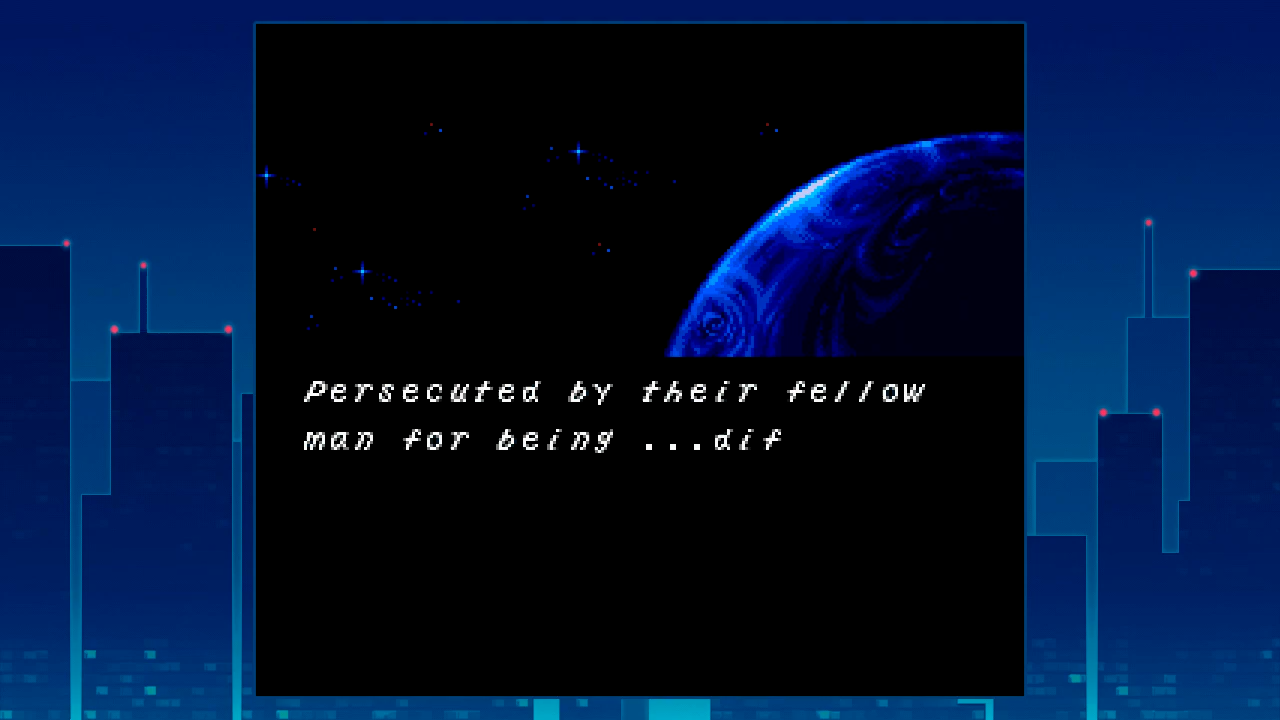 Persecuted by their fellow
man for being ...dif